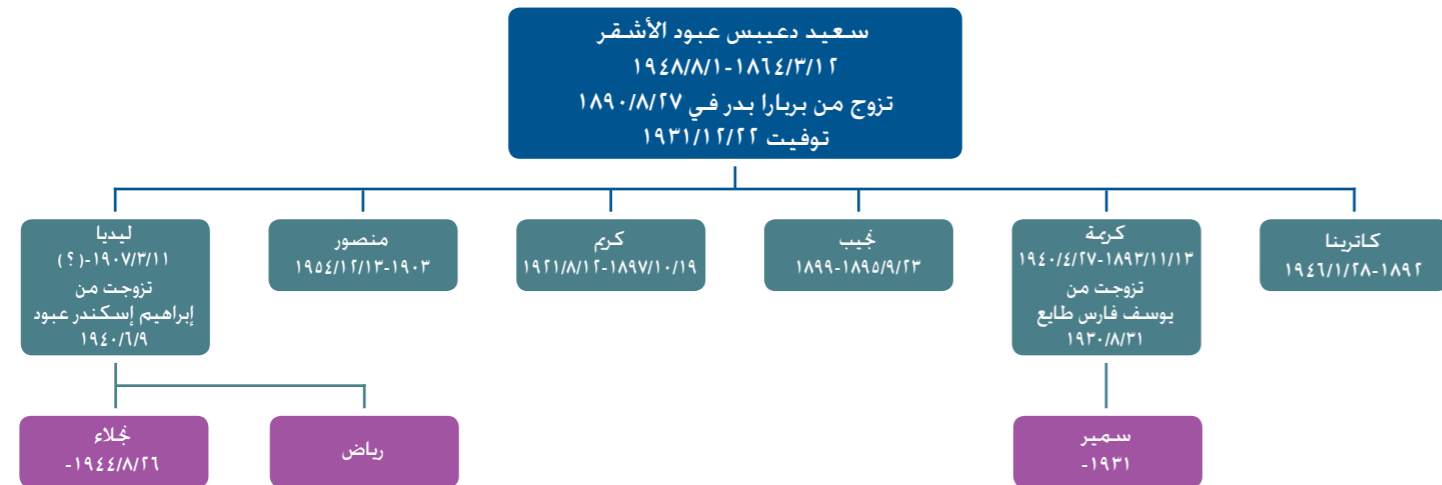 سعيد دعيبس عبود الأشقر
١٨٦٤/٣/١٢-١٩٤٨/٨/١
تزوج من بربارا بدر في ١٨٩٠/٨/٢٧
توفيت ١٩٣١/١٢/٢٢
كاترينا
١٨٩٢-١٩٤٦/١/٢٨
كريمة
١٨٩٣/١١/١٣-١٩٤٠/٤/٢٧
تزوجت من
يوسف فارس طايع
١٩٣٠/٨/٣١
نجيب
١٨٩٥/٩/٢٣-١٨٩٩
كريم
١٨٩٧/١٠/١٩-١٩٢١/٨/١٢
منصور
١٩٠٣-١٩٥٤/١٢/١٣
ليديا
١٩٠٧/٣/١١-(؟)
تزوجت من
إبراهيم إسكندر عبود
١٩٤٠/٦/٩
سمير
١٩٣١-
رياض
نجلاء
١٩٤٤/٨/٢٦-